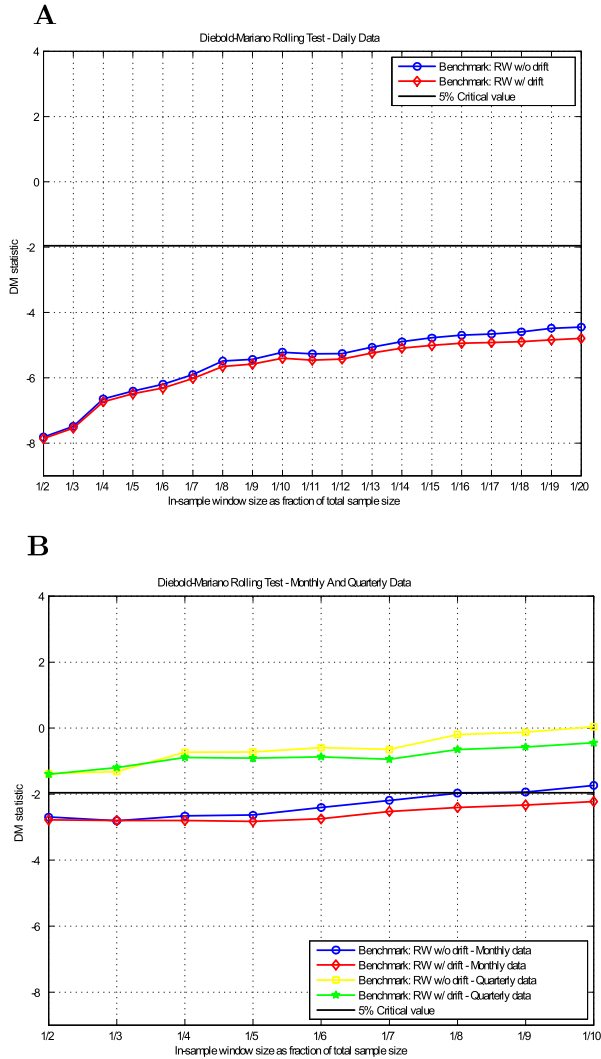 A
Diebold-Mariano Rolling Test - Daily Data
4
2
0
-2
-4
-6
-8
DM statistic
Benchmark: RW w/o drift
Benchmark: RW w/ drift
5% Critical value
1/2 1/3 1/4 1/5 1/6 1/7 1/8 1/9 1/10 1/11 1/12 1/13 1/14 1/15 1/16 1/17 1/18 1/19 1/20
In-sample window size as fraction of total sample size
B
Diebold-Mariano Rolling Test - Monthly And Quarterly Data
4
2
0
-2
-4
-6
-8
DM statistic
Benchmark: RW w/o drift - Monthly data
Benchmark: RW w/ drift - Monthly data
Benchmark: RW w/o drift - Quarterly data
Benchmark: RW w/ drift - Quarterly data
5% Critical value
1/2 1/3 1/4 1/5 1/6 1/7 1/8 1/9 1/10
In-sample window size as fraction of total sample size